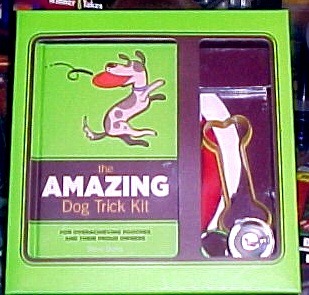 the
AMAZING
Dog Trick Kit
FOR OVERACHIEVING POOCHES
AND THEIR PROUD OWNERS